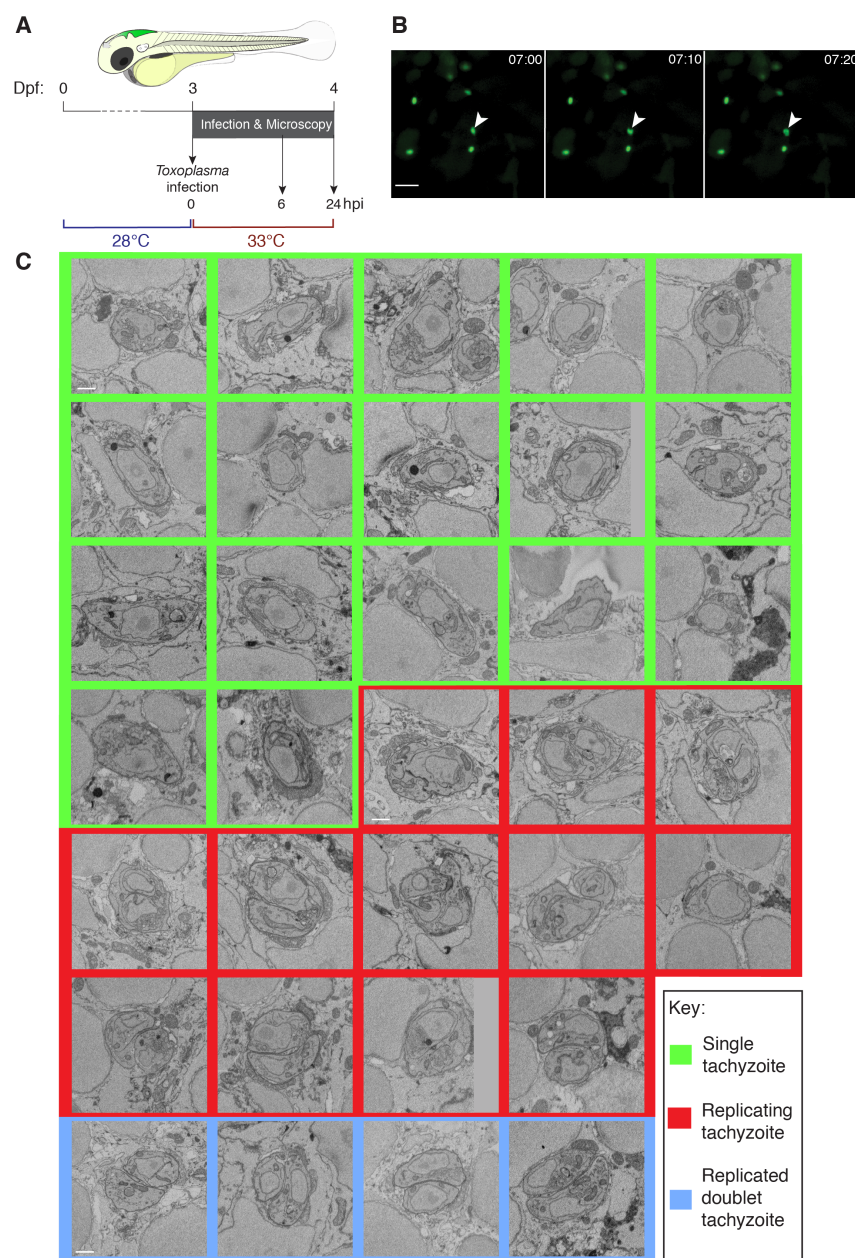 A
B
Dpf:
0
3
4
Infection & Microscopy
Toxoplasma
infection
0
6
24 hpi
28°C
33°C
07:00
07:10
07:20
C
Key:
Single
tachyzoite
Replicating
tachyzoite
Replicated
doublet
tachyzoite